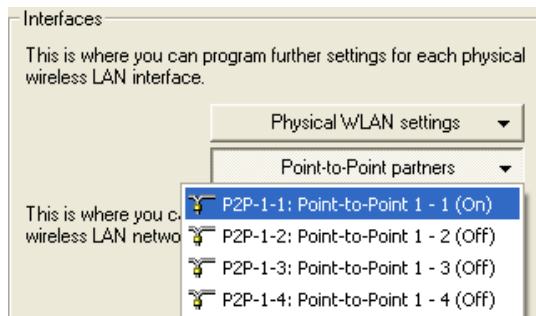 Interfaces
This is where you can program further settings for each physical
wireless LAN interface.
Physical WLAN settings
Point-to-Point partners
P2P-1-1: Point-to-Point 1 - 1 (On)
This is where you
wireless LAN
P2P-1-2: Point-to-Point 1 - 2 (Off)
P2P-1-3: Point-to-Point 1 - 3 (Off)
P2P-1-4: Point-to-Point 1 - 4 (Off)